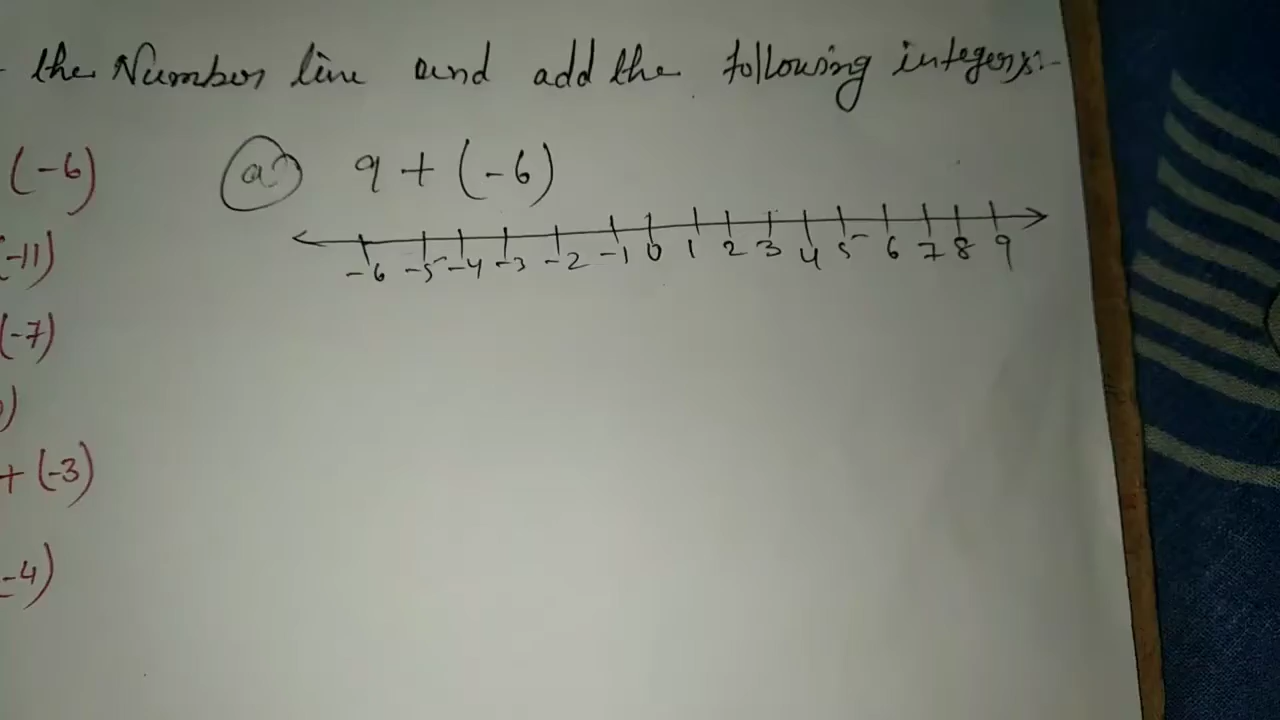 the Number line and add the following integers:-
(-6)
(a) 9 + (-6)
(-11)
-6 -5 -4 -3 -2 -1 0 1 2 3 4 5 6 7 8 9
(-7)
)
+ (-3)
-4)